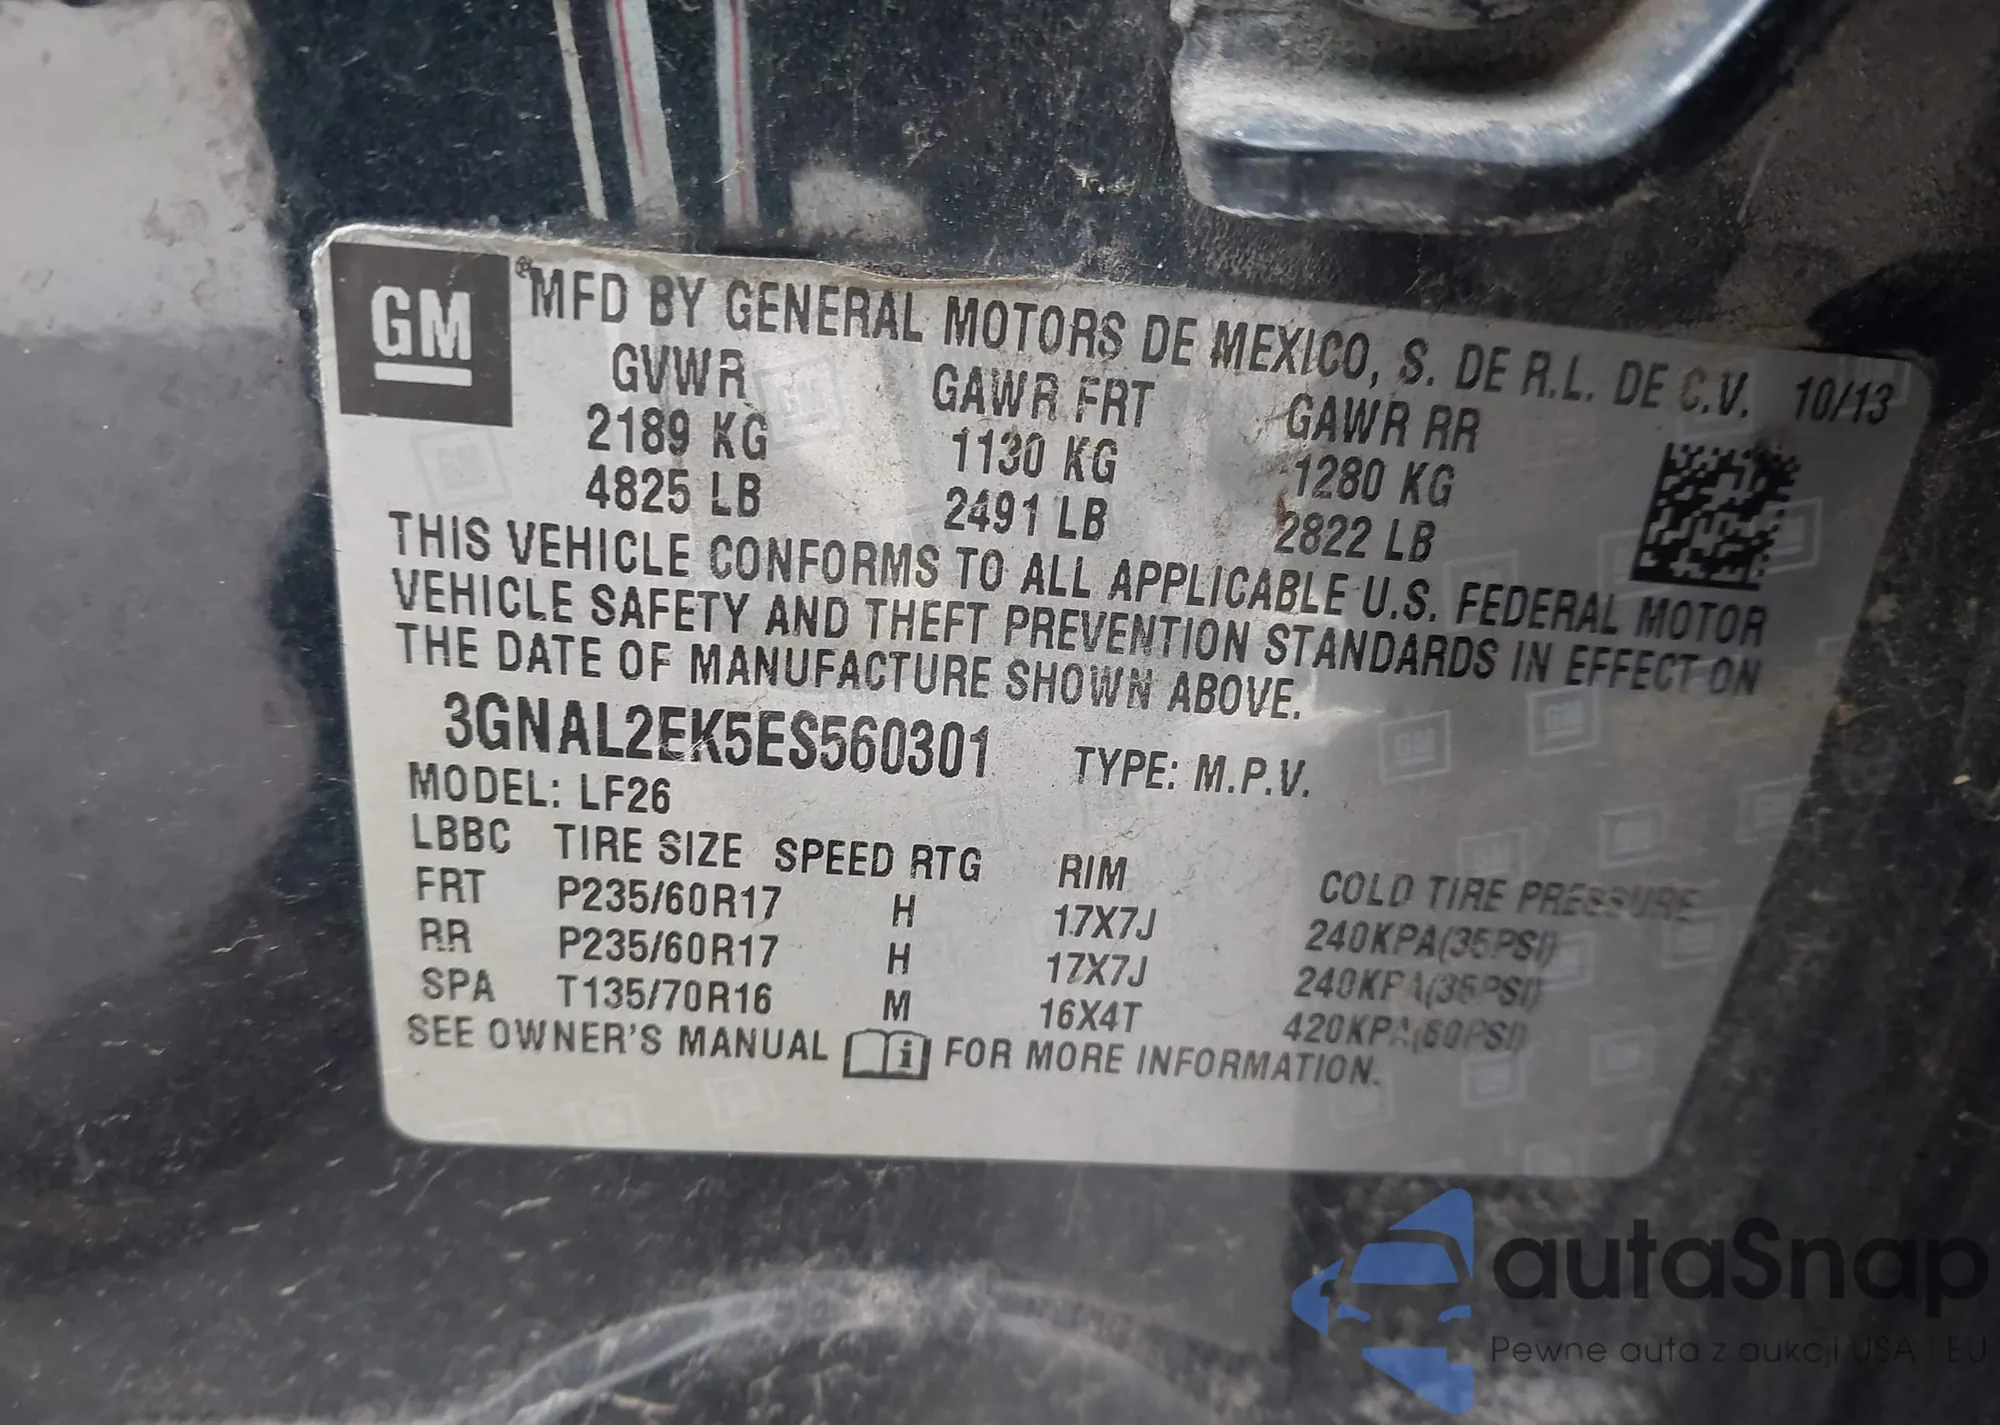 GM
®MFD BY GENERAL MOTORS DE MEXICO, S. DE R.L. DE C.V. 10/13
GVWR GAWR FRT GAWR RR
2189 KG 1130 KG 1280 KG
4825 LB 2491 LB 2822 LB
THIS VEHICLE CONFORMS TO ALL APPLICABLE U.S. FEDERAL MOTOR
VEHICLE SAFETY AND THEFT PREVENTION STANDARDS IN EFFECT ON
THE DATE OF MANUFACTURE SHOWN ABOVE.
3GNAL2EK5ES560301 TYPE: M.P.V.
MODEL: LF26
LBBC TIRE SIZE SPEED RTG RIM COLD TIRE PRESSURE
FRT P235/60R17 H 17X7J 240KPA(35PSI)
RR P235/60R17 H 17X7J 240KPA(35PSI)
SPA T135/70R16 M 16X4T 420KPA(60PSI)
SEE OWNER'S MANUAL i FOR MORE INFORMATION.
autaSnap
Pewne auta z aukcji USA i EU